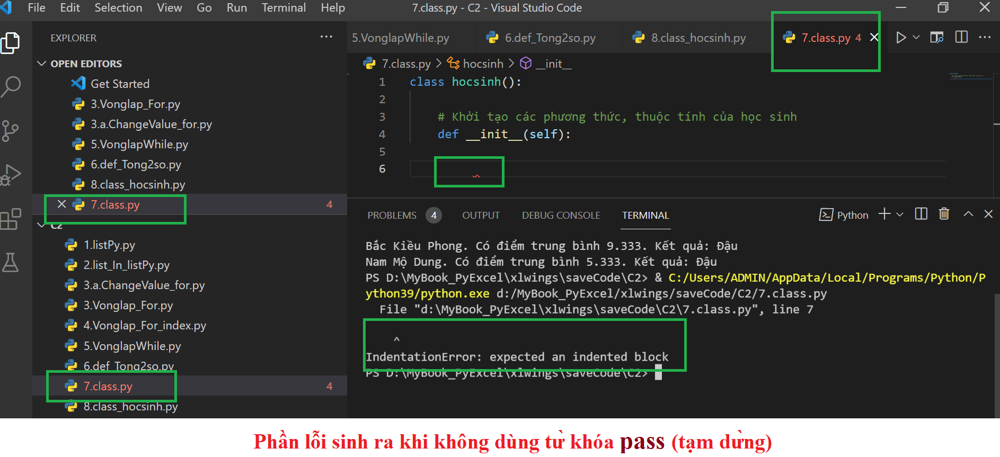 File Edit Selection View Go Run Terminal Help 7.class.py - C2 - Visual Studio Code
EXPLORER
OPEN EDITORS
Get Started
3.Vonglap_For.py
3.a.ChangeValue_for.py
5.VonglapWhile.py
6.def_Tong2so.py
8.class_hocsinh.py
7.class.py 4
C2
1.listPy.py
2.list_In_listPy.py
3.a.ChangeValue_for.py
3.Vonglap_For.py
4.Vonglap_For_index.py
5.VonglapWhile.py
6.def_Tong2so.py
7.class.py 4
8.class_hocsinh.py
5.VonglapWhile.py 6.def_Tong2so.py 8.class_hocsinh.py 7.class.py 4
7.class.py > hocsinh > __init__
1 class hocsinh():
2
3 # Khởi tạo các phương thức, thuộc tính của học sinh
4 def __init__(self):
5
6
PROBLEMS 4 OUTPUT DEBUG CONSOLE TERMINAL Python
Bắc Kiều Phong. Có điểm trung bình 9.333. Kết quả: Đậu
Nam Mộ Dung. Có điểm trung bình 5.333. Kết quả: Đậu
PS D:\MyBook_PyExcel\xlwings\saveCode\C2> & C:/Users/ADMIN/AppData/Local/Programs/Python/P
ython39/python.exe d:/MyBook_PyExcel/xlwings/saveCode/C2/7.class.py
File "d:\MyBook_PyExcel\xlwings\saveCode\C2\7.class.py", line 7
^
IndentationError: expected an indented block
PS D:\MyBook_PyExcel\xlwings\saveCode\C2>
Phần lỗi sinh ra khi không dùng từ khóa pass (tạm dừng)